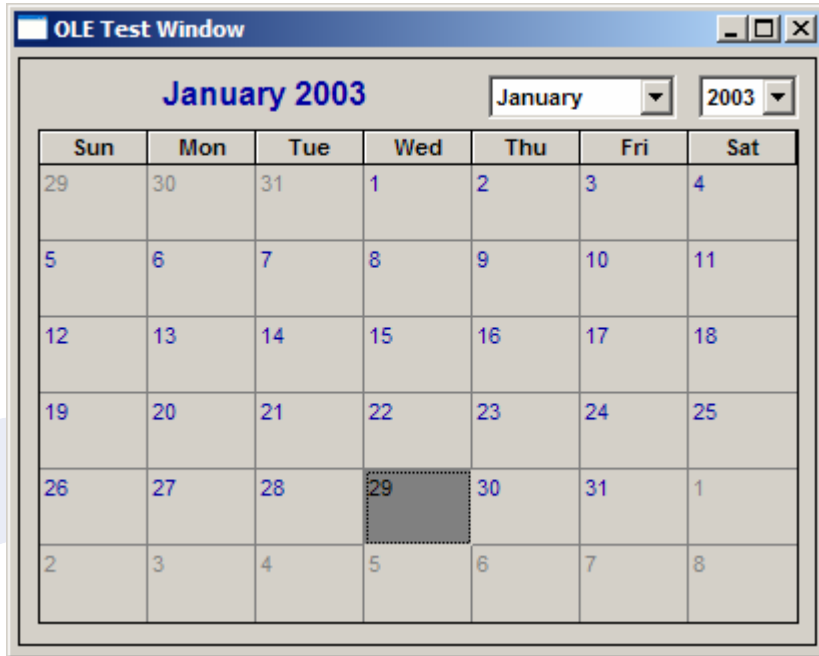 OLE Test Window
January 2003 January 2003
Sun Mon Tue Wed Thu Fri Sat
29 30 31 1 2 3 4
5 6 7 8 9 10 11
12 13 14 15 16 17 18
19 20 21 22 23 24 25
26 27 28 29 30 31 1
2 3 4 5 6 7 8